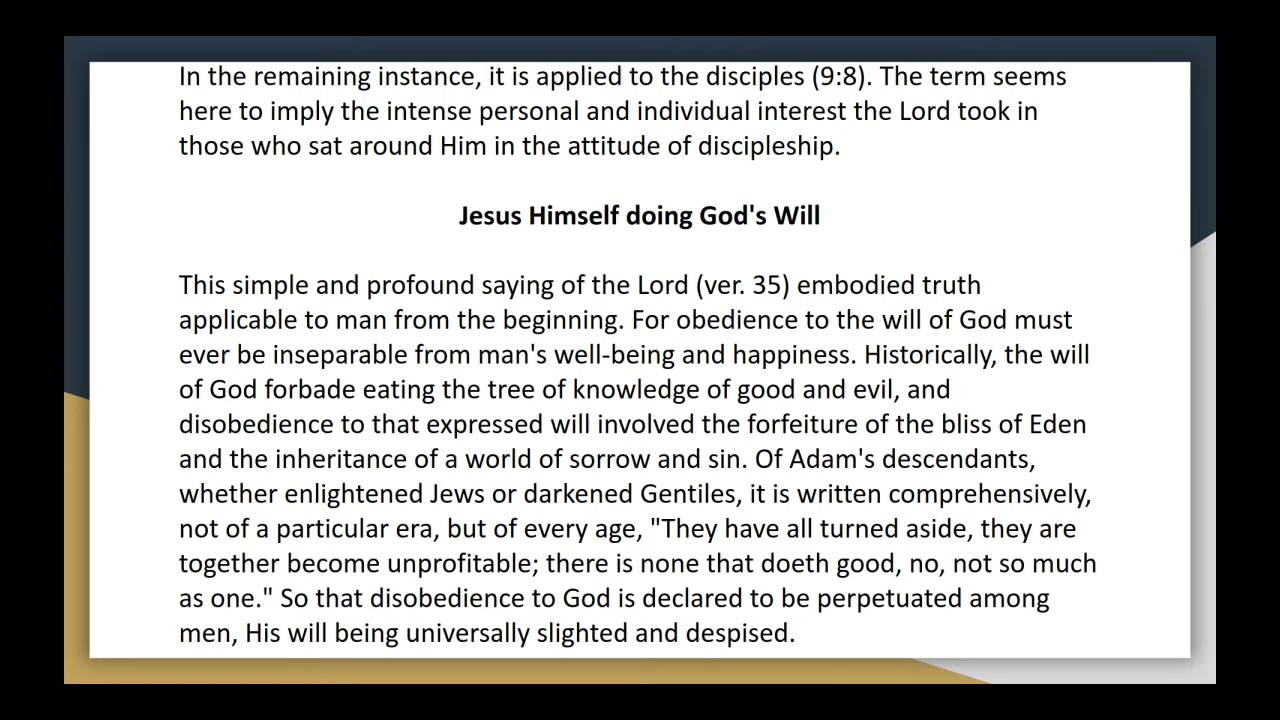 In the remaining instance, it is applied to the disciples (9:8). The term seems
here to imply the intense personal and individual interest the Lord took in
those who sat around Him in the attitude of discipleship.
Jesus Himself doing God's Will
This simple and profound saying of the Lord (ver. 35) embodied truth
applicable to man from the beginning. For obedience to the will of God must
ever be inseparable from man's well-being and happiness. Historically, the will
of God forbade eating the tree of knowledge of good and evil, and
disobedience to that expressed will involved the forfeiture of the bliss of Eden
and the inheritance of a world of sorrow and sin. Of Adam's descendants,
whether enlightened Jews or darkened Gentiles, it is written comprehensively,
not of a particular era, but of every age, "They have all turned aside, they are
together become unprofitable; there is none that doeth good, no, not so much
as one." So that disobedience to God is declared to be perpetuated among
men, His will being universally slighted and despised.